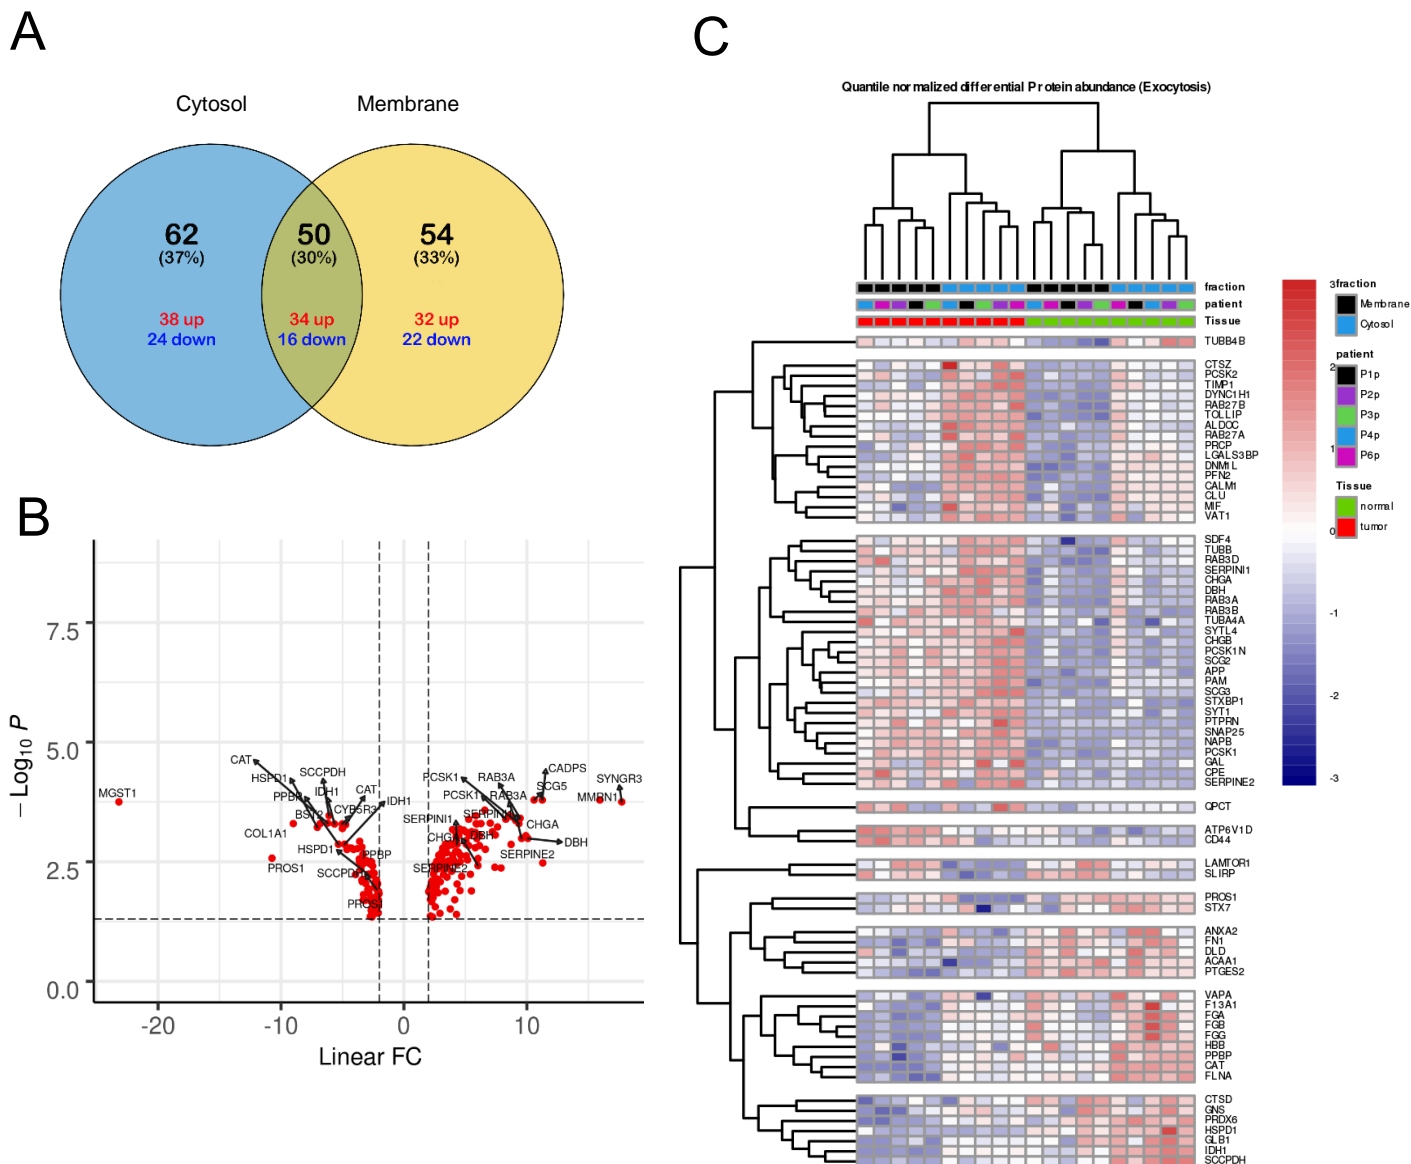 A
Cytosol
Membrane
62
(37%)
50
(30%)
54
(33%)
38 up
24 down
34 up
16 down
32 up
22 down
B
7.5
5.0
2.5
0.0
-20
-10
0
10
− Log10 P
Linear FC
CAT
HSPD1
SCCPDH
PPBP
IDH1
CAT
IDH1
CYB5R3
BST2
MGST1
COL1A1
HSPD1
PPBP
PROS1
SCCPDH
PROS1
PCSK1
RAB3A
CADPS
SYNGR3
PCSK1
RAB3A
SCG5
MMRN1
SERPINI1
SERPINI1
CHGA
CHGA
DBH
DBH
SERPINE2
SERPINE2
C
Quantile normalized differential Protein abundance (Exocytosis)
fraction
patient
Tissue
TUBB4B
CTSZ
PCSK2
TIMP1
DYNC1H1
RAB27B
TOLLIP
ALDOC
RAB27A
PRCP
LGALS3BP
DNM1L
PFN2
CALM1
CLU
MIF
VAT1
SDF4
TUBB
RAB3D
SERPINI1
CHGA
DBH
RAB3A
RAB3B
TUBA4A
SYTL4
CHGB
PCSK1N
SCG2
APP
PAM
SCG3
STXBP1
SYT1
PTPRN
SNAP25
NAPB
PCSK1
GAL
CPE
SERPINE2
QPCT
ATP6V1D
CD44
LAMTOR1
SLIRP
PROS1
STX7
ANXA2
FN1
DLD
ACAA1
PTGES2
VAPA
F13A1
FGA
FGB
FGG
HBB
PPBP
CAT
FLNA
CTSD
GNS
PRDX6
HSPD1
GLB1
IDH1
SCCPDH
3
2
1
0
-1
-2
-3
fraction
Membrane
Cytosol
patient
P1p
P2p
P3p
P4p
P6p
Tissue
normal
tumor